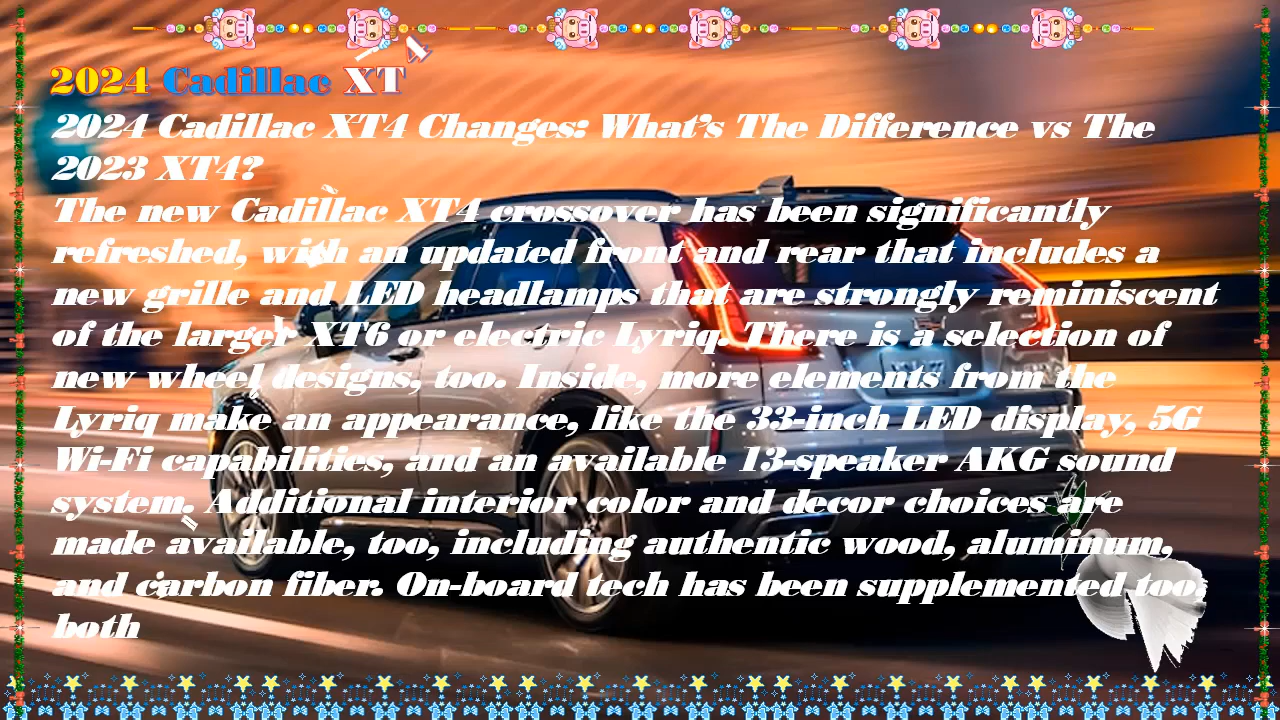 2024 Cadillac XT4
2024 Cadillac XT4 Changes: What's The Difference vs The
2023 XT4?
The new Cadillac XT4 crossover has been significantly
refreshed, with an updated front and rear that includes a
new grille and LED headlamps that are strongly reminiscent
of the larger XT6 or electric Lyriq. There is a selection of
new wheel designs, too. Inside, more elements from the
Lyriq make an appearance, like the 33-inch LED display, 5G
Wi-Fi capabilities, and an available 13-speaker AKG sound
system. Additional interior color and decor choices are
made available, too, including authentic wood, aluminum,
and carbon fiber. On-board tech has been supplemented too,
both